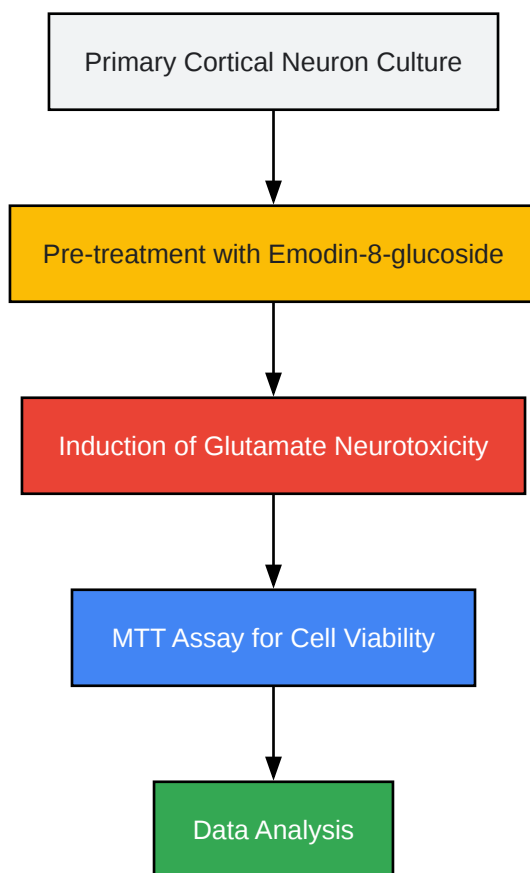 Primary Cortical Neuron Culture
Pre-treatment with Emodin-8-glucoside
Induction of Glutamate Neurotoxicity
MTT Assay for Cell Viability
Data Analysis